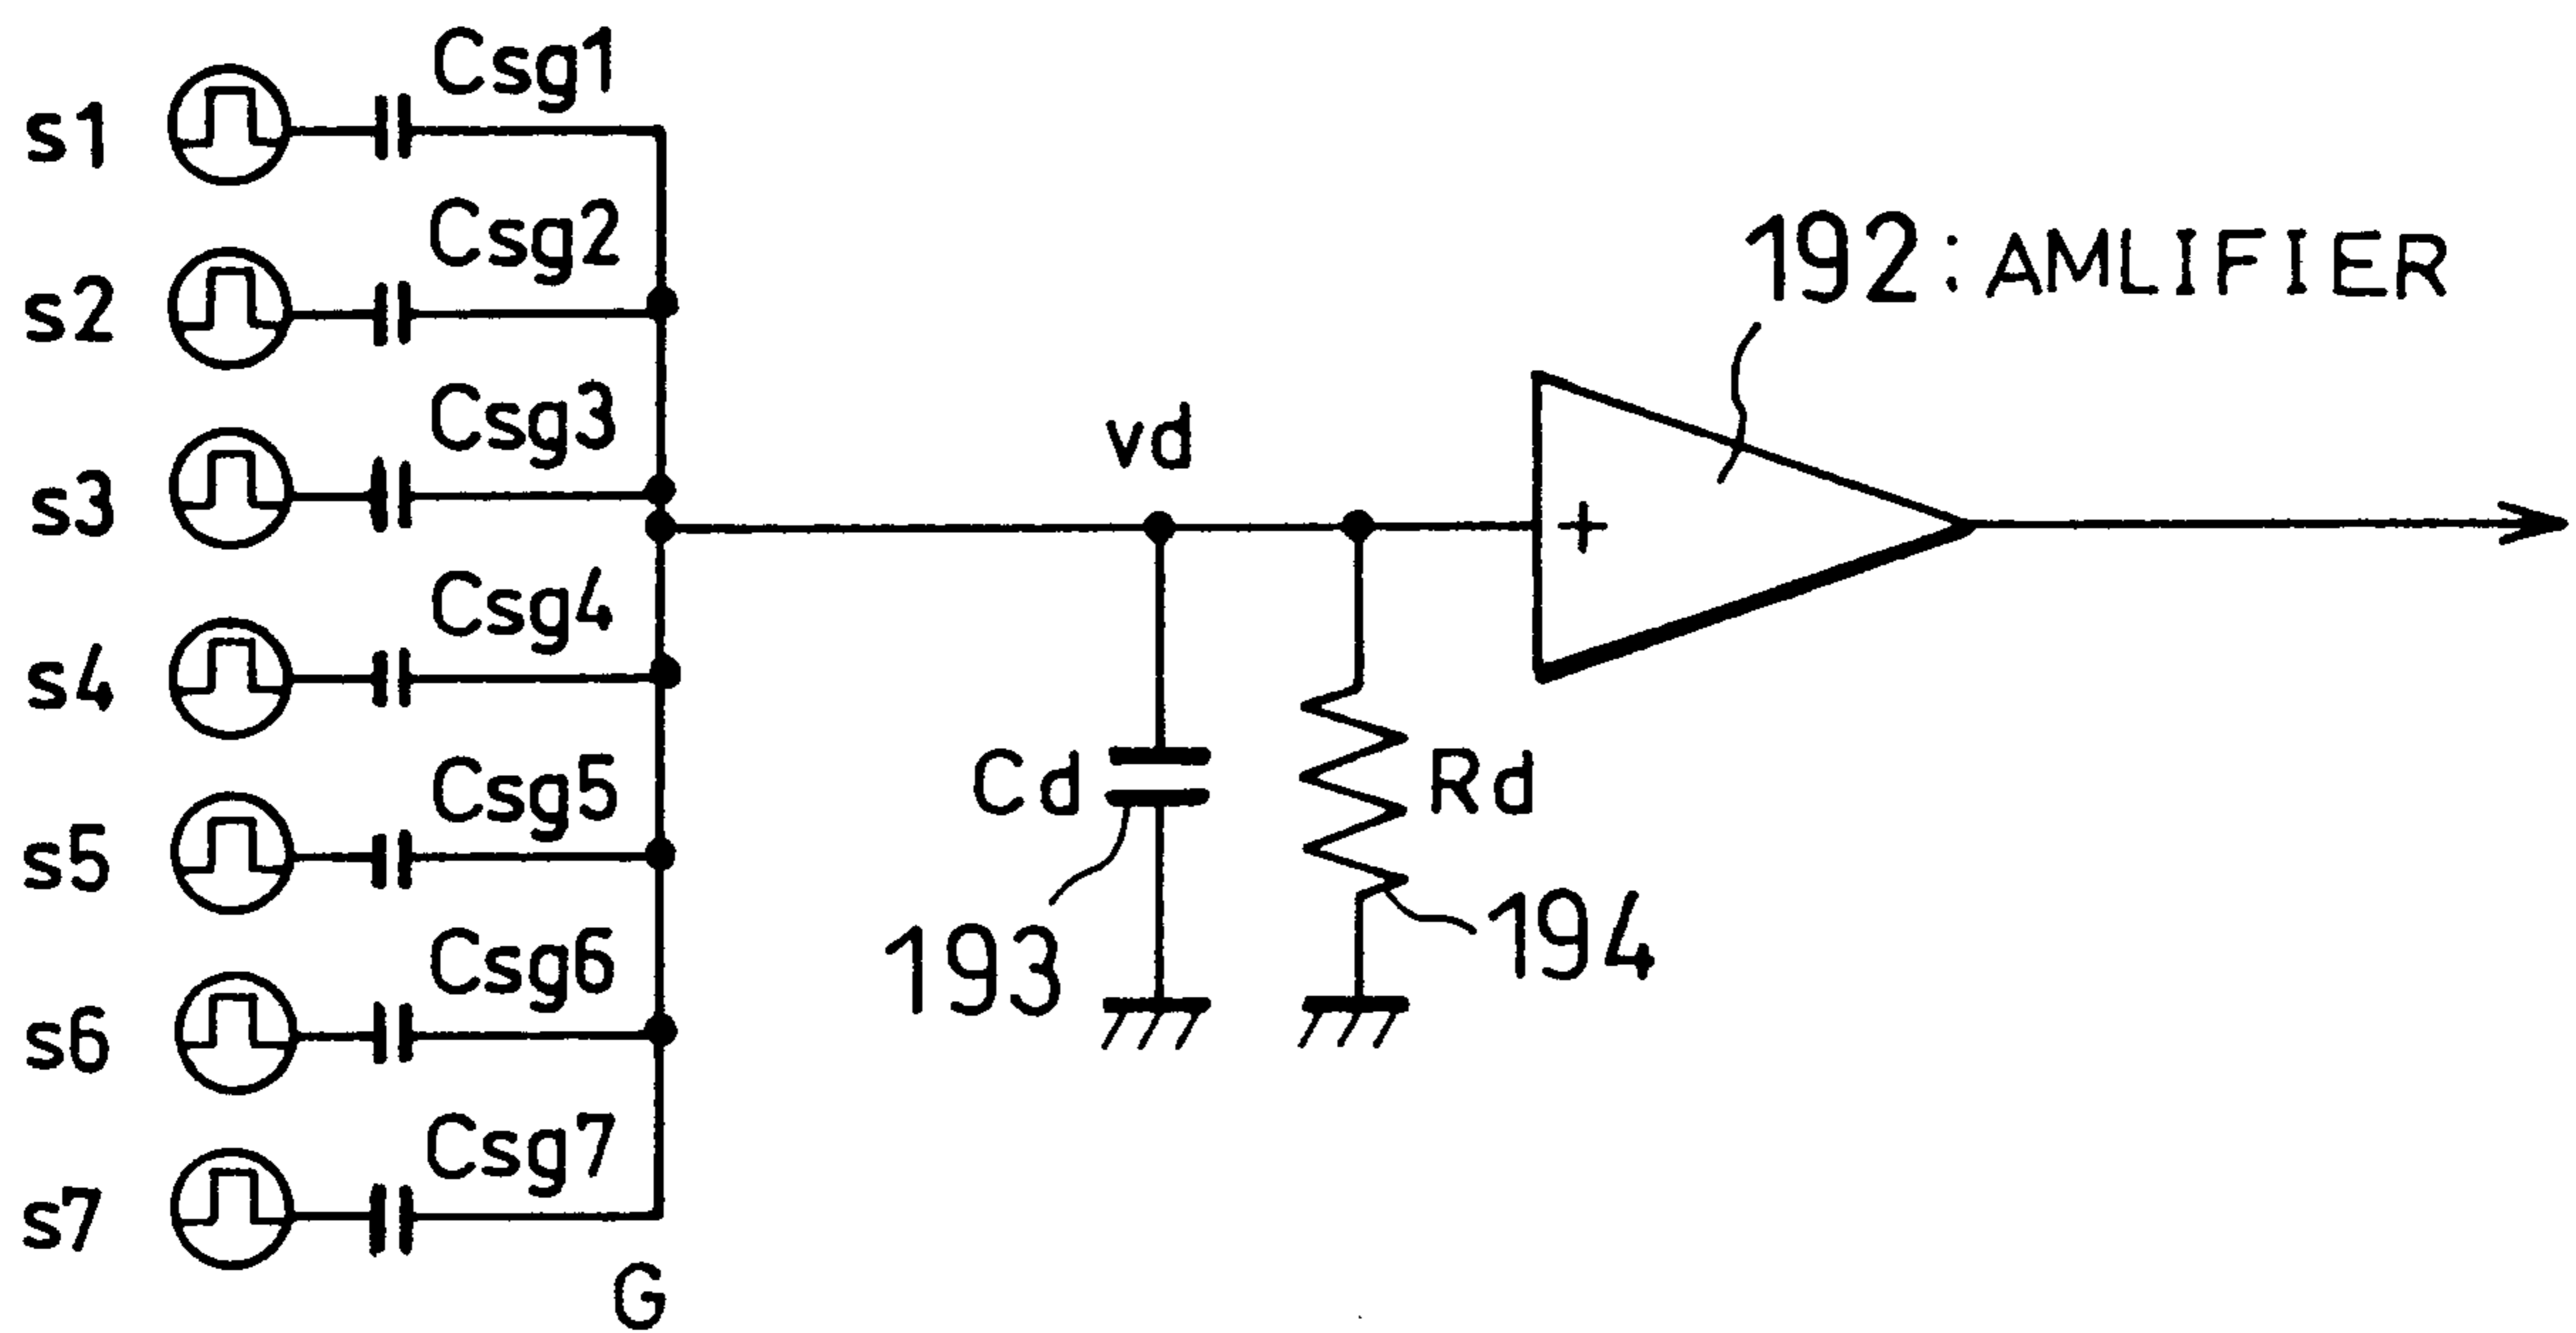 Csg1
s1
Csg2
s2
192: AMLIFIER
Csg3
s3
vd
+
Csg4
s4
Csg5
s5
Cd
Rd
193
194
Csg6
s6
Csg7
s7
G